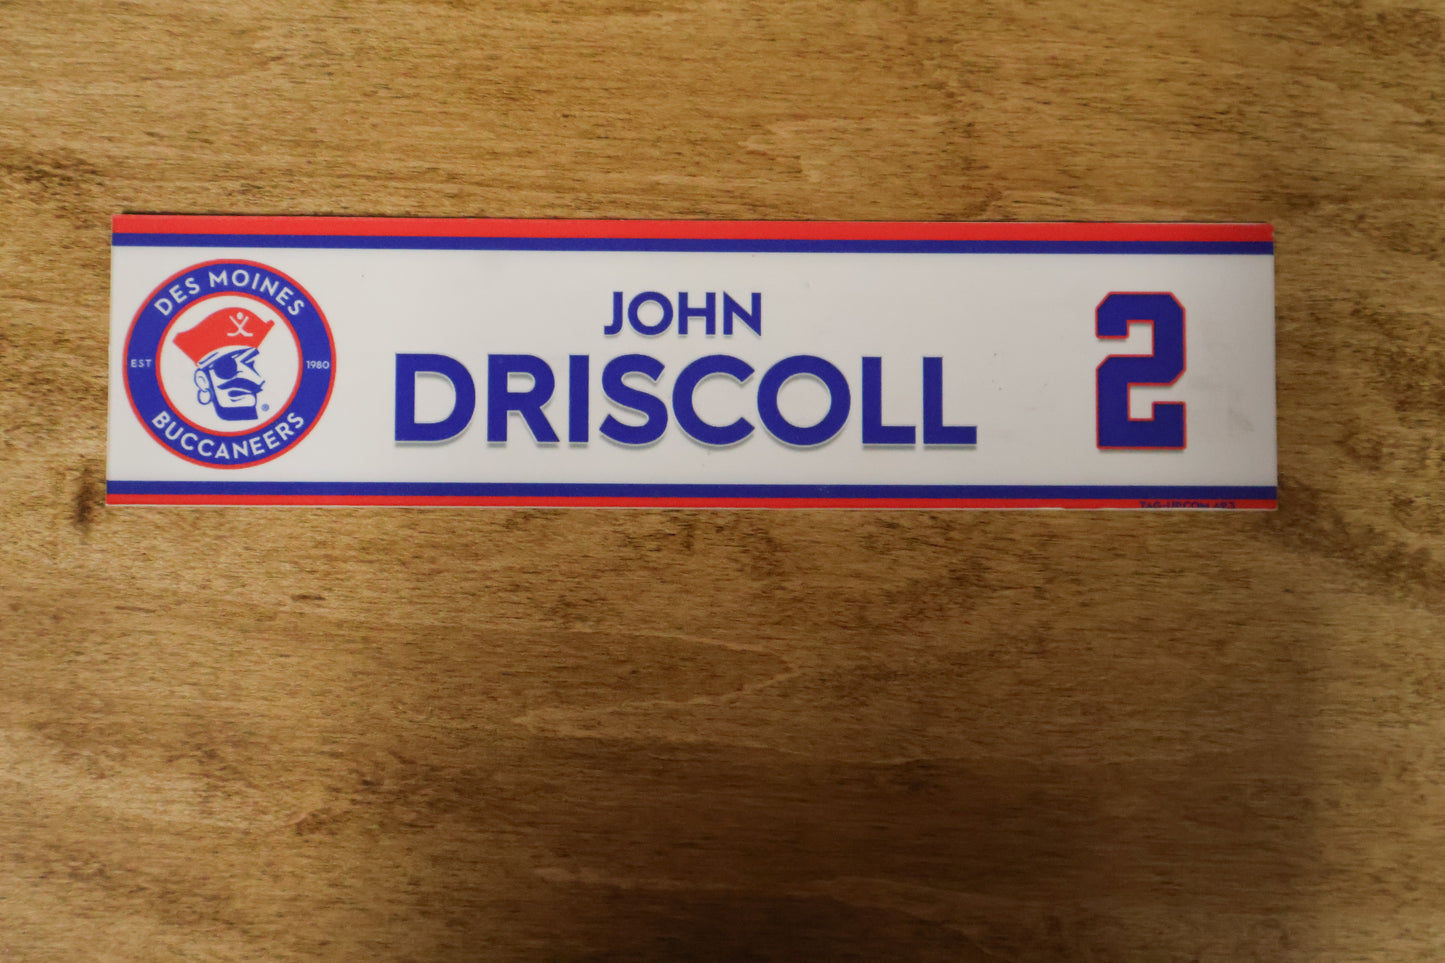 DES MOINES
EST 1980
BUCCANEERS
JOHN
DRISCOLL
2